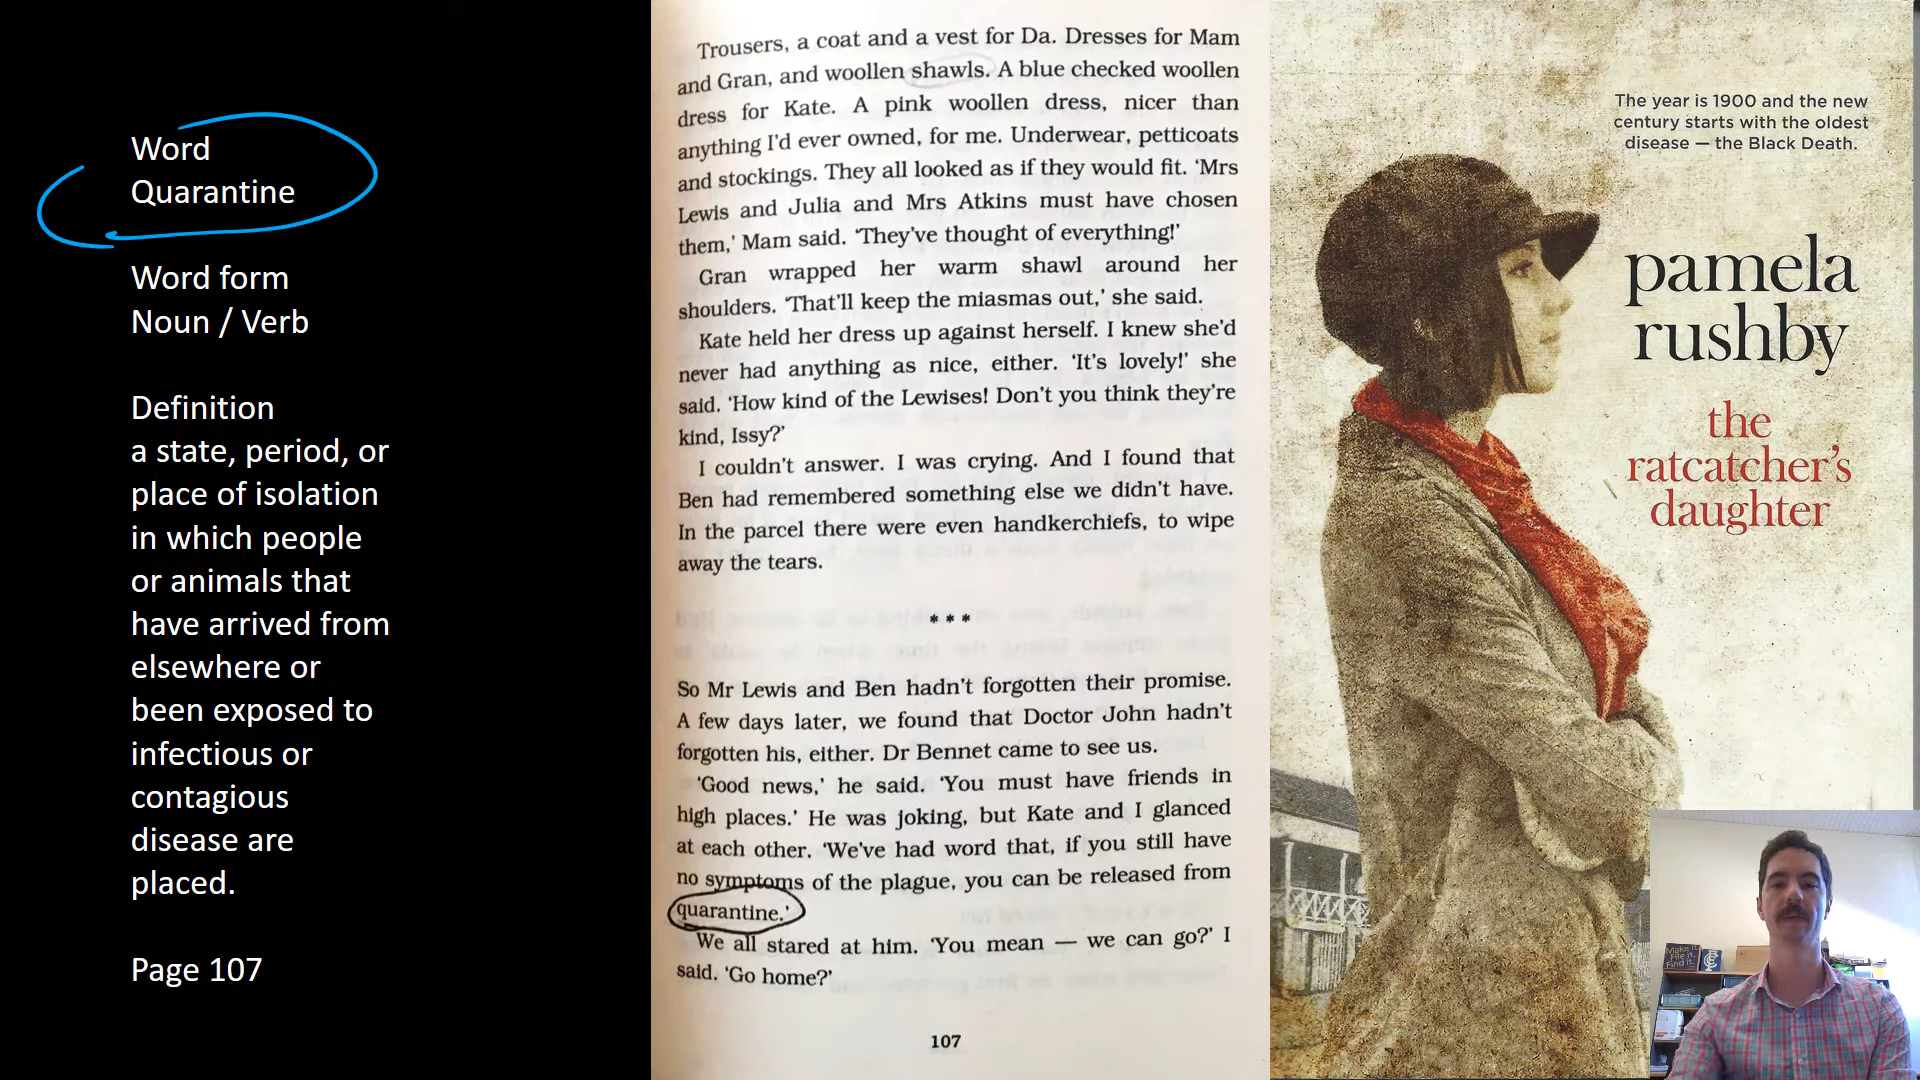 Word
Quarantine
Word form
Noun / Verb
Definition
a state, period, or
place of isolation
in which people
or animals that
have arrived from
elsewhere or
been exposed to
infectious or
contagious
disease are
placed.
Page 107
Trousers, a coat and a vest for Da. Dresses for Mam
and Gran, and woollen shawls. A blue checked woollen
dress for Kate. A pink woollen dress, nicer than
anything I'd ever owned, for me. Underwear, petticoats
and stockings. They all looked as if they would fit. 'Mrs
Lewis and Julia and Mrs Atkins must have chosen
them,' Mam said. 'They've thought of everything!'
Gran wrapped her warm shawl around her
shoulders. 'That'll keep the miasmas out,' she said.
Kate held her dress up against herself. I knew she'd
never had anything as nice, either. 'It's lovely!' she
said. 'How kind of the Lewises! Don't you think they're
kind, Issy?'
I couldn't answer. I was crying. And I found that
Ben had remembered something else we didn't have.
In the parcel there were even handkerchiefs, to wipe
away the tears.
* * *
So Mr Lewis and Ben hadn't forgotten their promise.
A few days later, we found that Doctor John hadn't
forgotten his, either. Dr Bennet came to see us.
'Good news,' he said. 'You must have friends in
high places.' He was joking, but Kate and I glanced
at each other. 'We've had word that, if you still have
no symptoms of the plague, you can be released from
quarantine.'
We all stared at him. 'You mean — we can go?' I
said. 'Go home?'
107
The year is 1900 and the new
century starts with the oldest
disease — the Black Death.
pamela
rushby
the
ratcatcher's
daughter
Make it.
File it.
Find it.